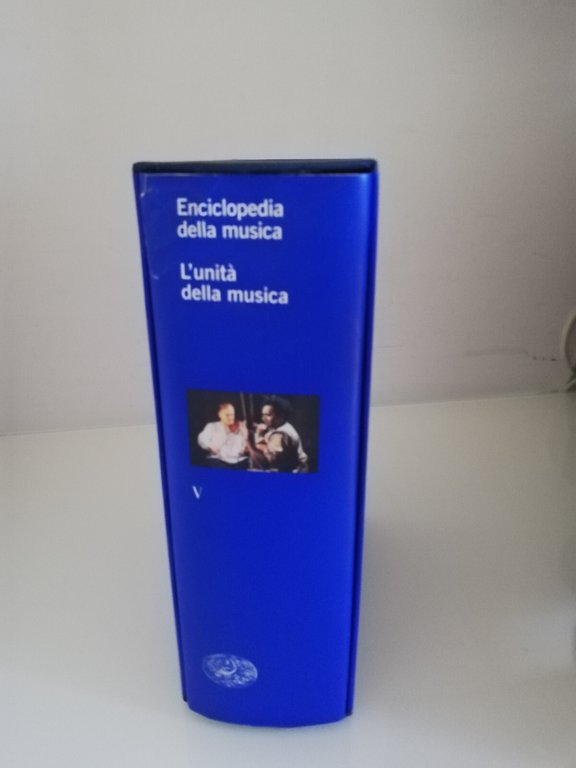 Enciclopedia
della musica
L'unità
della musica
V